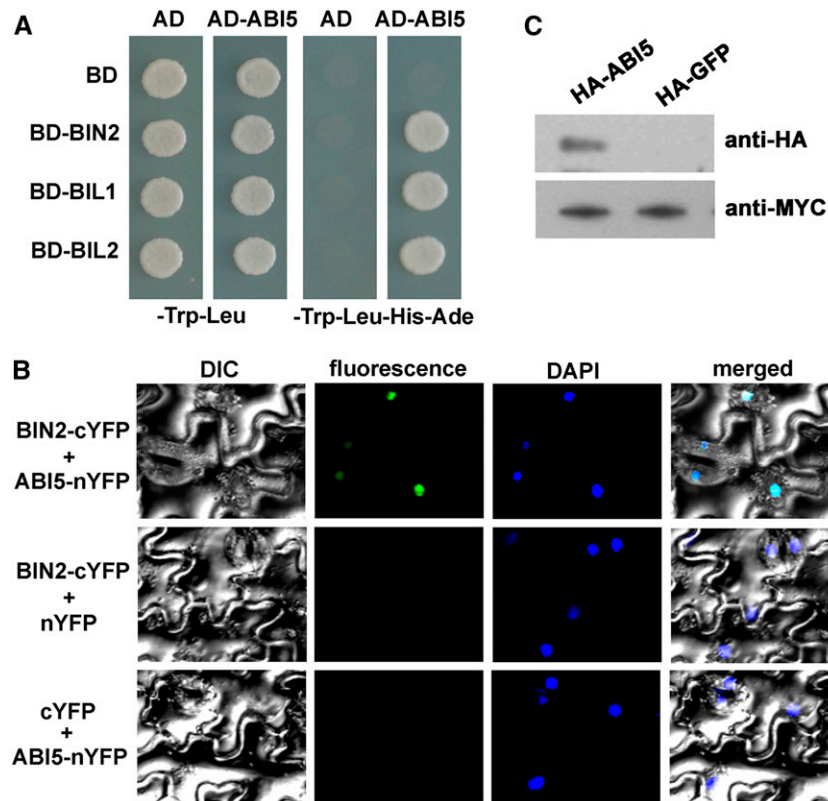 A
AD AD-ABI5 AD AD-ABI5
BD
BD-BIN2
BD-BIL1
BD-BIL2
-Trp-Leu -Trp-Leu-His-Ade
C
HA-ABI5
HA-GFP
anti-HA
anti-MYC
B
DIC fluorescence DAPI merged
BIN2-cYFP
+
ABI5-nYFP
BIN2-cYFP
+
nYFP
cYFP
+
ABI5-nYFP